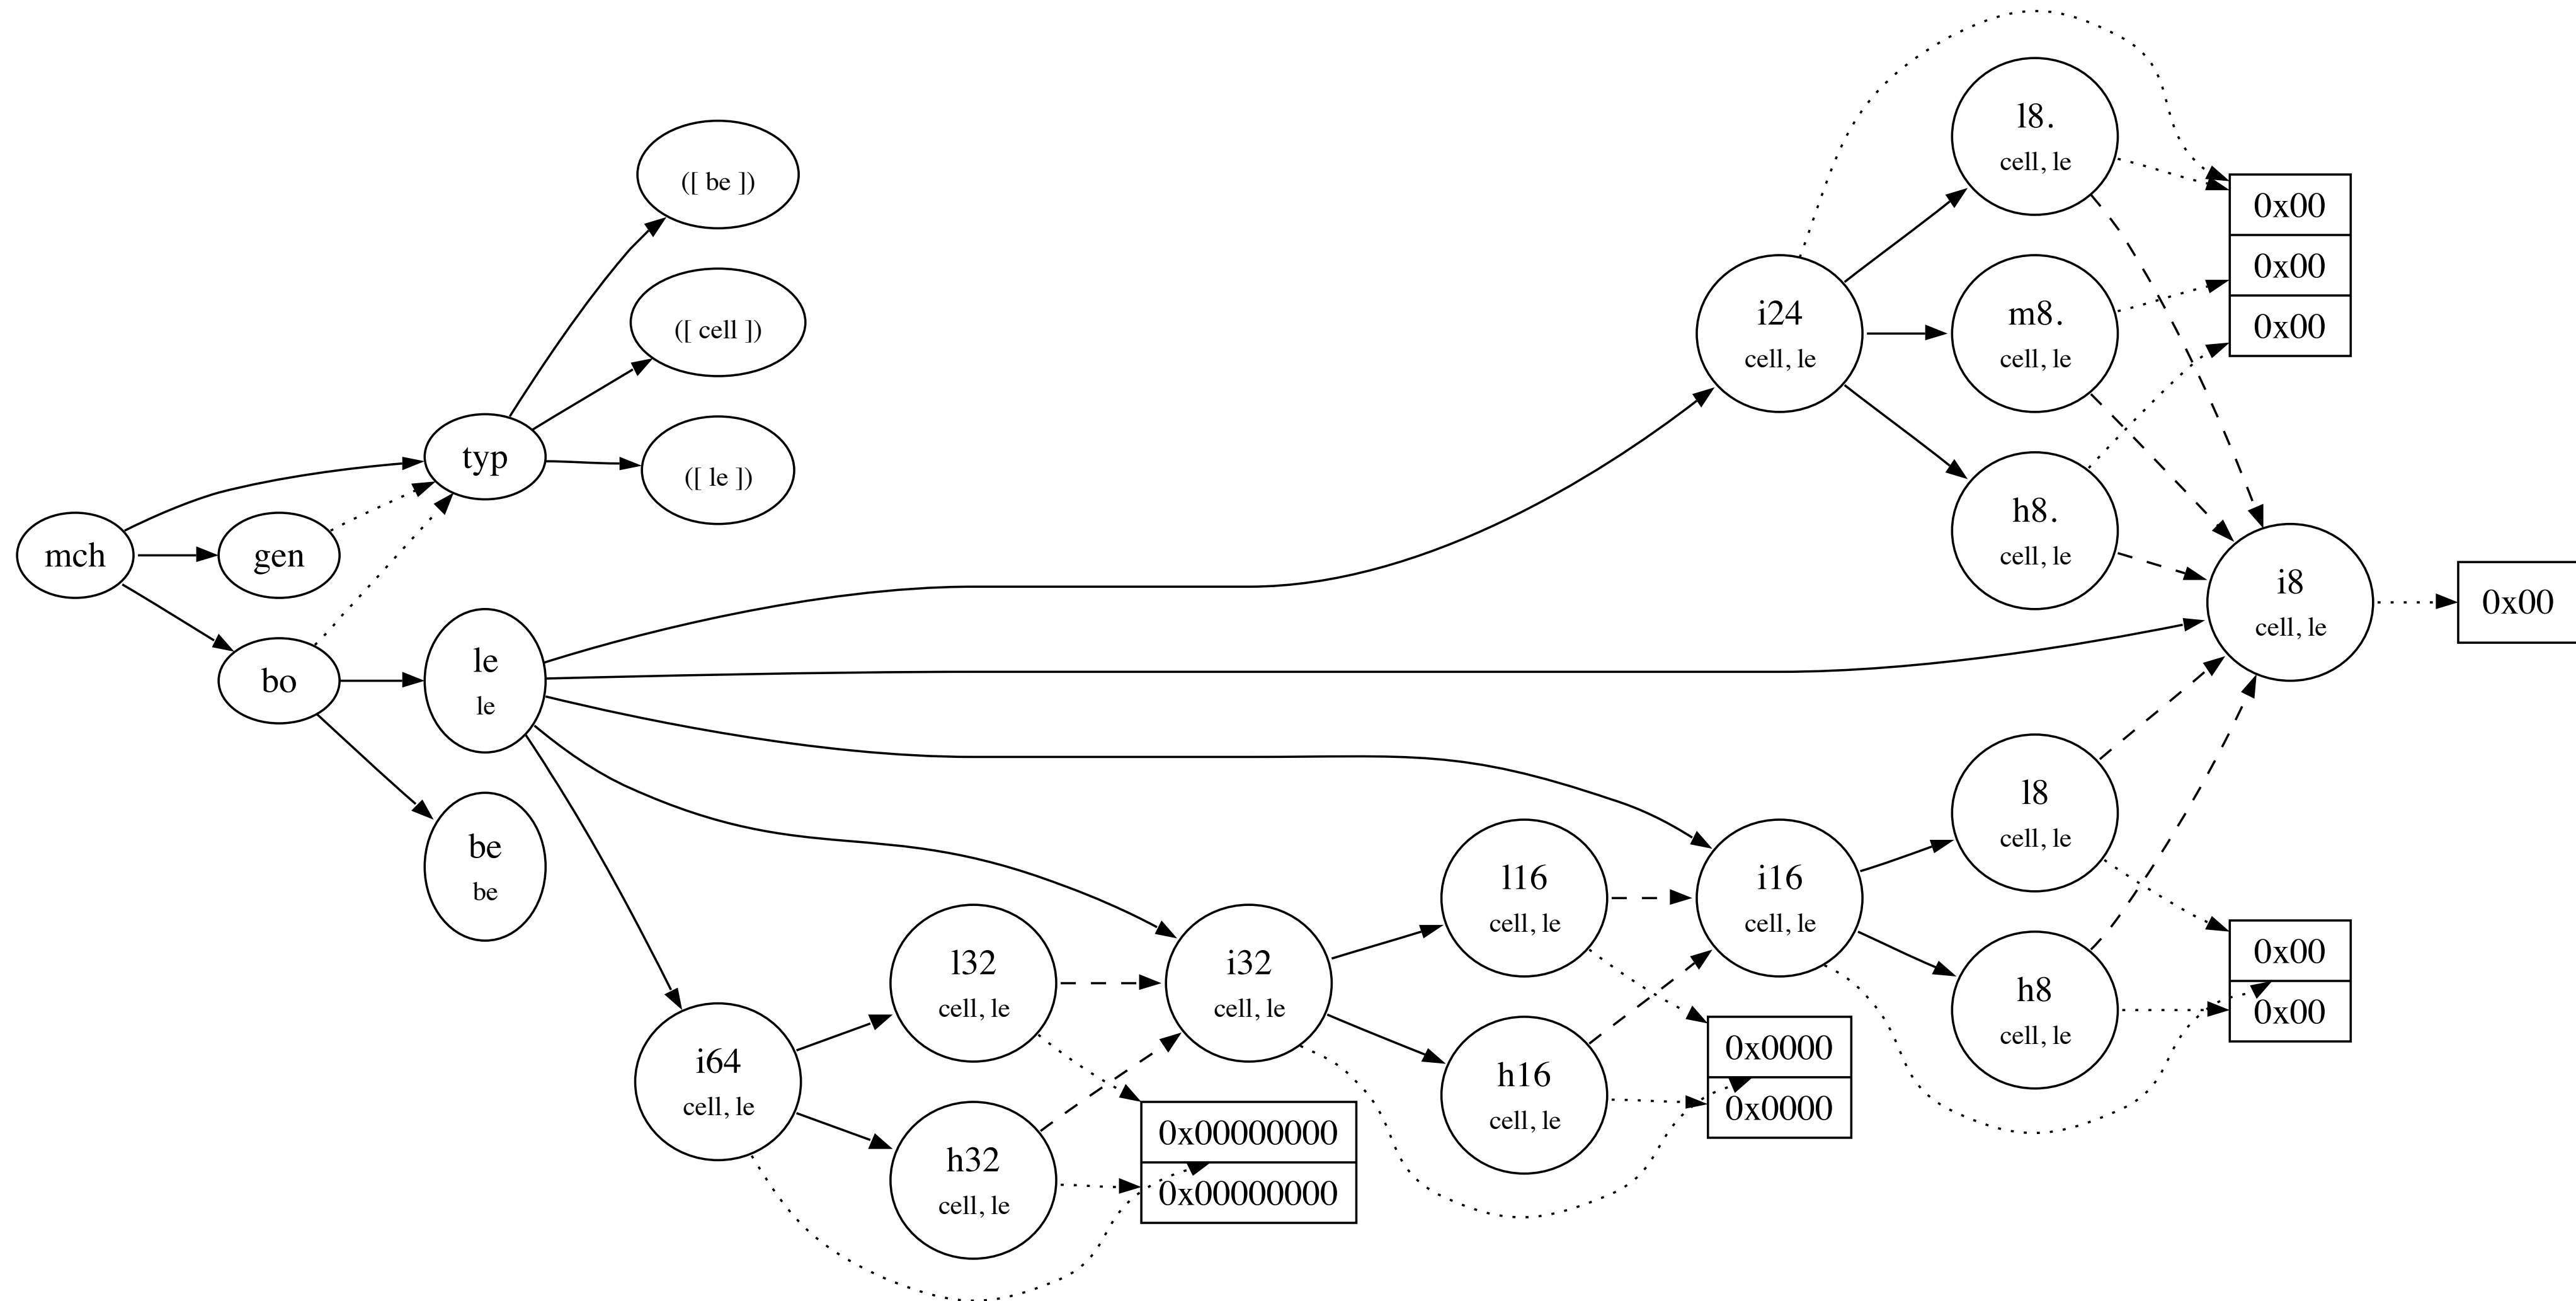 ([ be ])
([ cell ])
([ le ])
typ
mch
gen
bo
le
le
be
be
i64
cell, le
l32
cell, le
h32
cell, le
0x00000000
0x00000000
i32
cell, le
l16
cell, le
h16
cell, le
0x0000
0x0000
i16
cell, le
l8
cell, le
h8
cell, le
0x00
0x00
i24
cell, le
l8.
cell, le
m8.
cell, le
h8.
cell, le
0x00
0x00
0x00
i8
cell, le
0x00